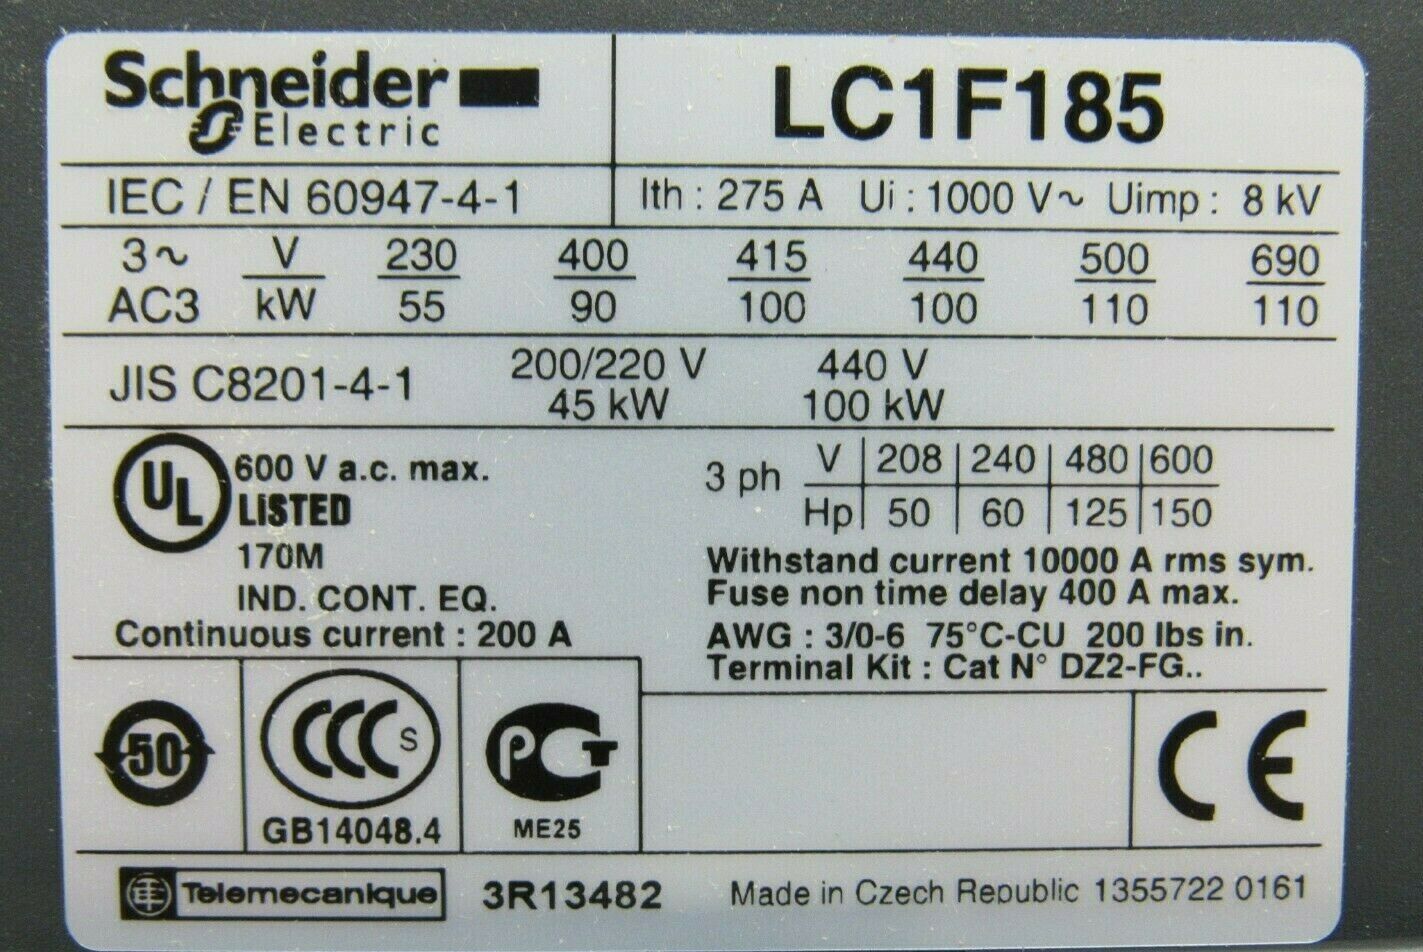 Schneider
Electric
LC1F185
IEC / EN 60947-4-1
Ith : 275 A Ui : 1000 V~ Uimp : 8 kV
3~ V 230 400 415 440 500 690
AC3 kW 55 90 100 100 110 110
JIS C8201-4-1
200/220 V 440 V
45 kW 100 kW
UL
600 V a.c. max.
LISTED
170M
IND. CONT. EQ.
Continuous current : 200 A
3 ph V 208 240 480 600
Hp 50 60 125 150
Withstand current 10000 A rms sym.
Fuse non time delay 400 A max.
AWG : 3/0-6 75°C-CU 200 lbs in.
Terminal Kit : Cat N° DZ2-FG..
50
CCC S
GB14048.4
РСТ
ME25
CE
Telemecanique
3R13482
Made in Czech Republic 1355722 0161